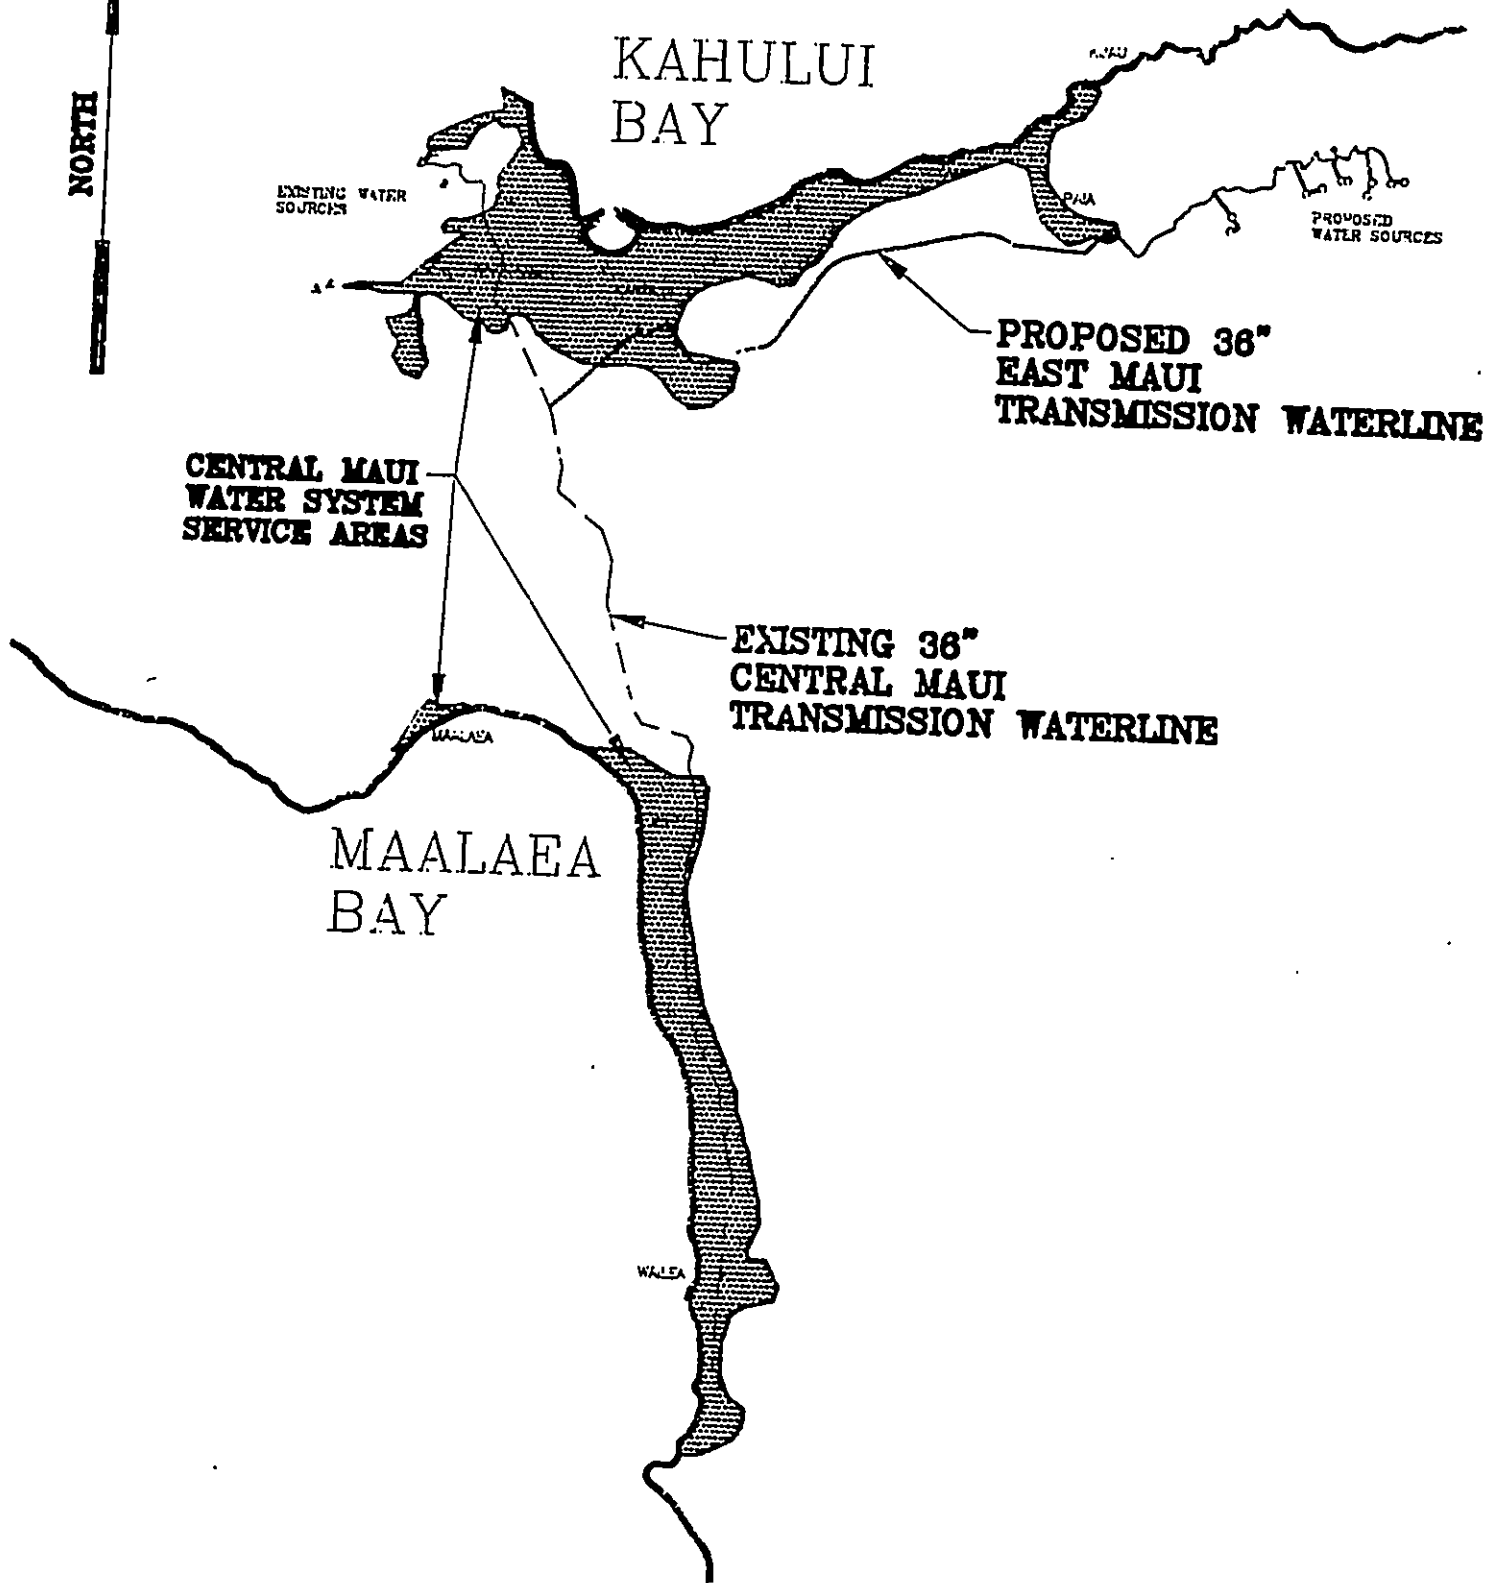 NORTH
KAHULUI
BAY
EXISTING WATER
SOURCES
PAIA
PROPOSED
WATER SOURCES
PROPOSED 36"
EAST MAUI
TRANSMISSION WATERLINE
CENTRAL MAUI
WATER SYSTEM
SERVICE AREAS
EXISTING 36"
CENTRAL MAUI
TRANSMISSION WATERLINE
MAALAEA
MAALAEA
BAY
WAILEA